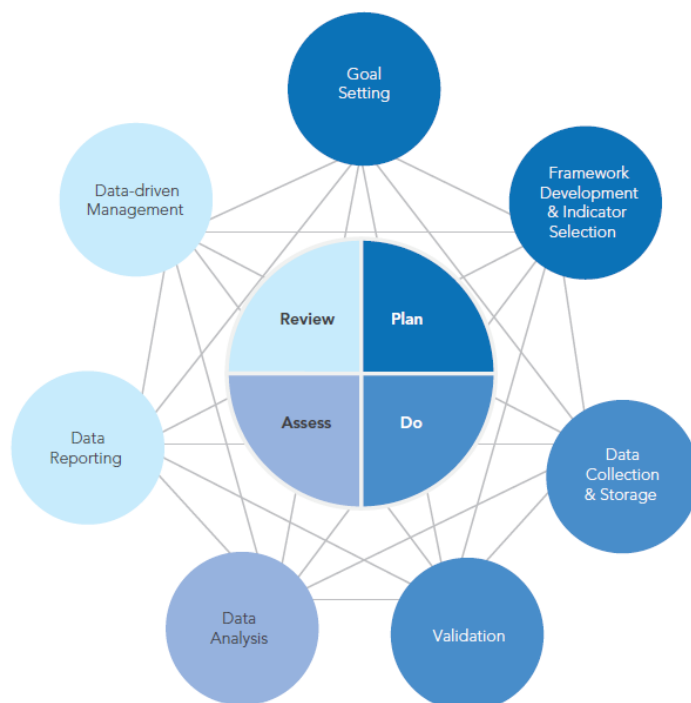 Goal
Setting
Framework
Development
& Indicator
Selection
Data-driven
Management
Review
Plan
Assess
Do
Data
Reporting
Data
Collection
& Storage
Data
Analysis
Validation